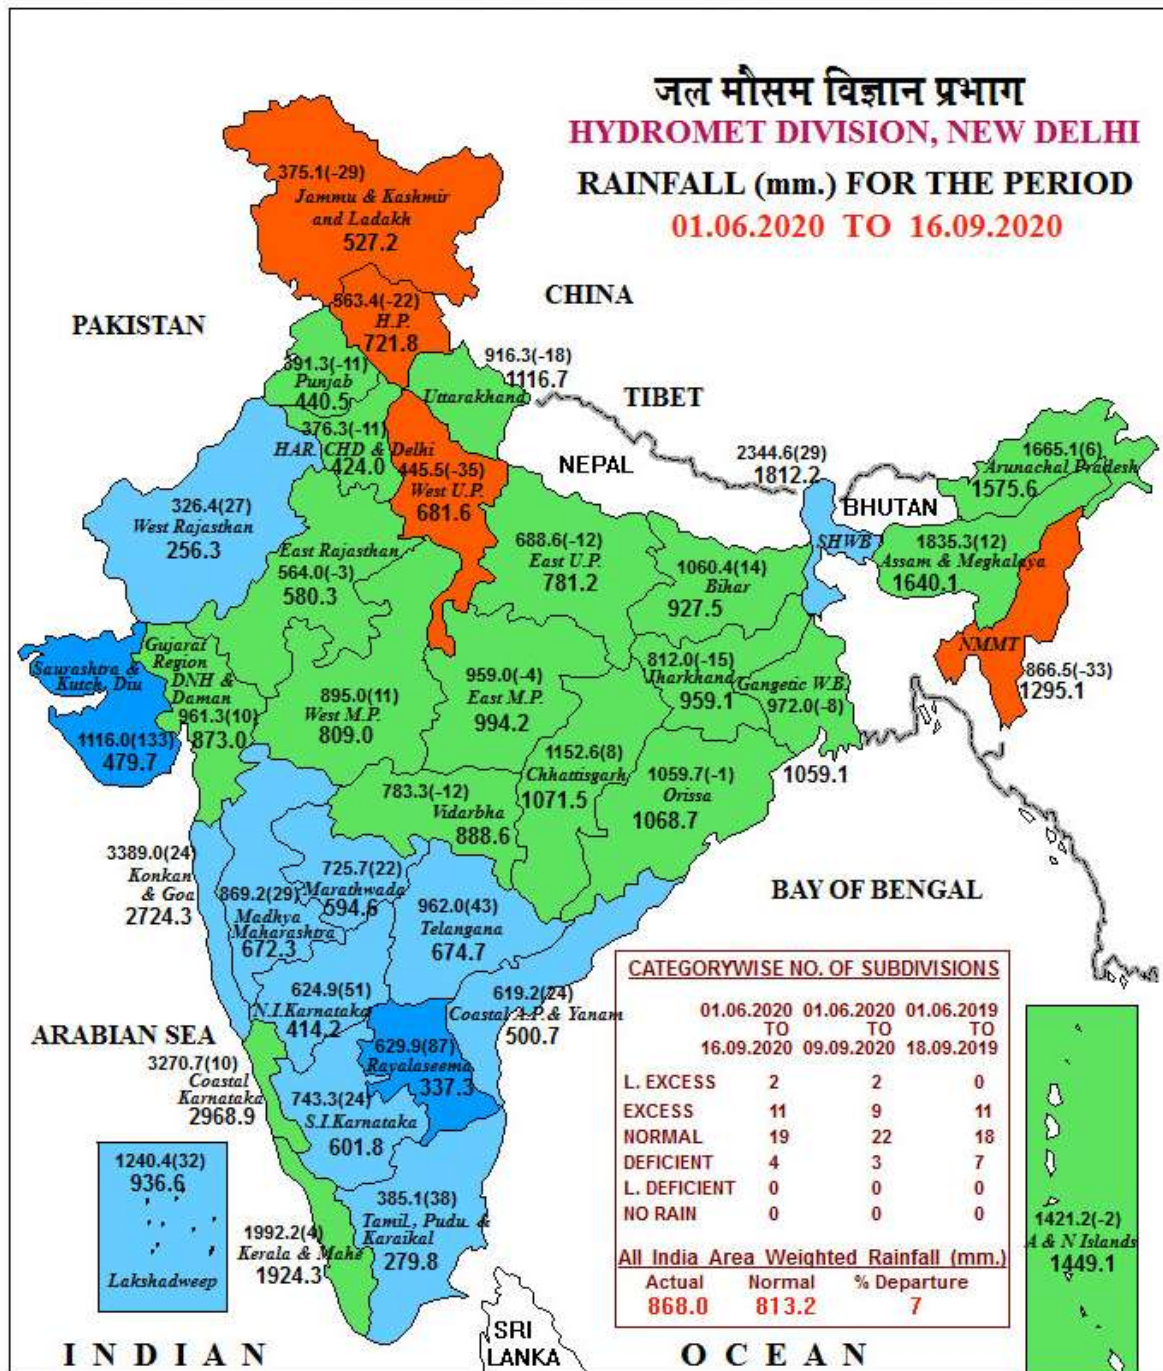 जल मौसम विज्ञान प्रभाग
HYDROMET DIVISION, NEW DELHI
RAINFALL (mm.) FOR THE PERIOD
01.06.2020 TO 16.09.2020
375.1(-29)
Jammu & Kashmir
and Ladakh
527.2
CHINA
563.4(-22)
H.P.
721.8
PAKISTAN
916.3(-18)
1116.7
Uttarakhand
391.3(-11)
Punjab
440.5
TIBET
376.3(-11)
HAR. CHD & Delhi
424.0
445.5(-35)
West U.P.
681.6
NEPAL
2344.6(29)
1812.2
SHWB
BHUTAN
1665.1(6)
Arunachal Pradesh
1575.6
326.4(27)
West Rajasthan
256.3
East Rajasthan
564.0(-3)
580.3
688.6(-12)
East U.P.
781.2
1060.4(14)
Bihar
927.5
1835.3(12)
Assam & Meghalaya
1640.1
NMMT
866.5(-33)
1295.1
Saurashtra &
Kutch, Diu
1116.0(133)
479.7
Gujarat
Region
DNH &
Daman
961.3(10)
873.0
895.0(11)
West M.P.
809.0
959.0(-4)
East M.P.
994.2
812.0(-15)
Jharkhand
959.1
Gangetic W.B.
972.0(-8)
1059.1
1152.6(8)
Chhattisgarh
1071.5
1059.7(-1)
Orissa
1068.7
783.3(-12)
Vidarbha
888.6
3389.0(24)
Konkan
& Goa
2724.3
869.2(29)
Madhya
Maharashtra
672.3
725.7(22)
Marathwada
594.6
962.0(43)
Telangana
674.7
BAY OF BENGAL
624.9(51)
N.I.Karnataka
414.2
619.2(24)
Coastal A.P.& Yanam
500.7
ARABIAN SEA
629.9(87)
Rayalaseema
337.3
3270.7(10)
Coastal
Karnataka
2968.9
743.3(24)
S.I.Karnataka
601.8
1240.4(32)
936.6
Lakshadweep
385.1(38)
Tamil, Pudu. &
Karaikal
279.8
1992.2(4)
Kerala & Mahe
1924.3
CATEGORYWISE NO. OF SUBDIVISIONS
01.06.2020 01.06.2020 01.06.2019
TO TO TO
16.09.2020 09.09.2020 18.09.2019
L. EXCESS 2 2 0
EXCESS 11 9 11
NORMAL 19 22 18
DEFICIENT 4 3 7
L. DEFICIENT 0 0 0
NO RAIN 0 0 0
All India Area Weighted Rainfall (mm.)
Actual Normal % Departure
868.0 813.2 7
1421.2(-2)
A & N Islands
1449.1
SRI
LANKA
INDIAN OCEAN